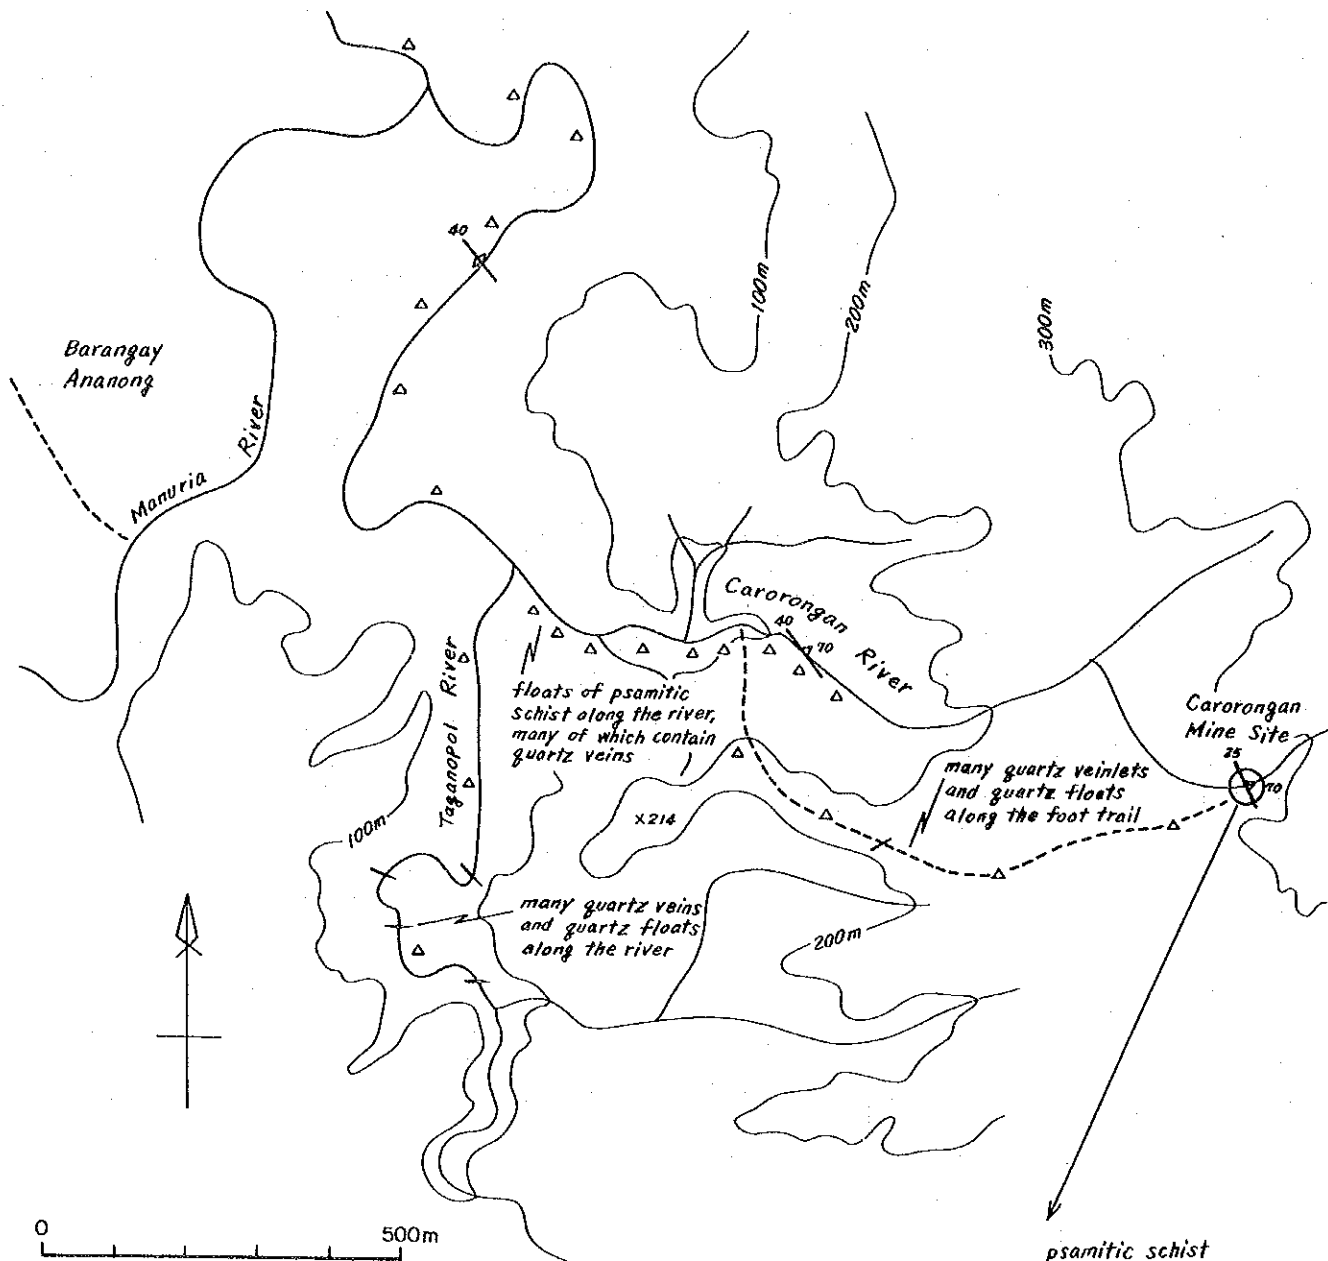 40
Barangay
Ananong
Manuria River
100m
200m
300m
Carorongan River
40
70
Taganopol River
floats of psamitic
schist along the river,
many of which contain
quartz veins
Carorongan
Mine Site
25
70
many quartz veinlets
and quartz floats
along the foot trail
X214
100m
many quartz veins
and quartz floats
along the river
200m
0 500m
psamitic schist